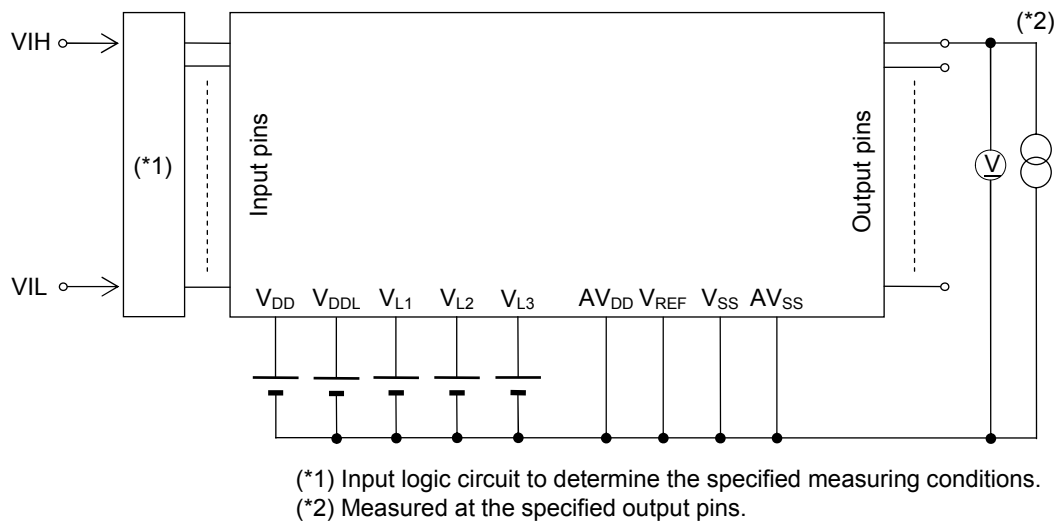 (*2)
VIH
(*1)
Input pins
Output pins
V
VIL
VDD VDDL VL1 VL2 VL3 AVDD VREF VSS AVSS
(*1) Input logic circuit to determine the specified measuring conditions.
(*2) Measured at the specified output pins.